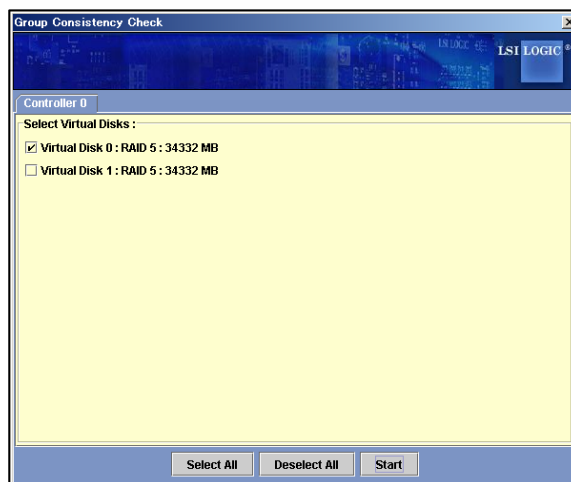 Group Consistency Check
LSI LOGIC ®
Controller 0
Select Virtual Disks :
Virtual Disk 0 : RAID 5 : 34332 MB
Virtual Disk 1 : RAID 5 : 34332 MB
Select All Deselect All Start